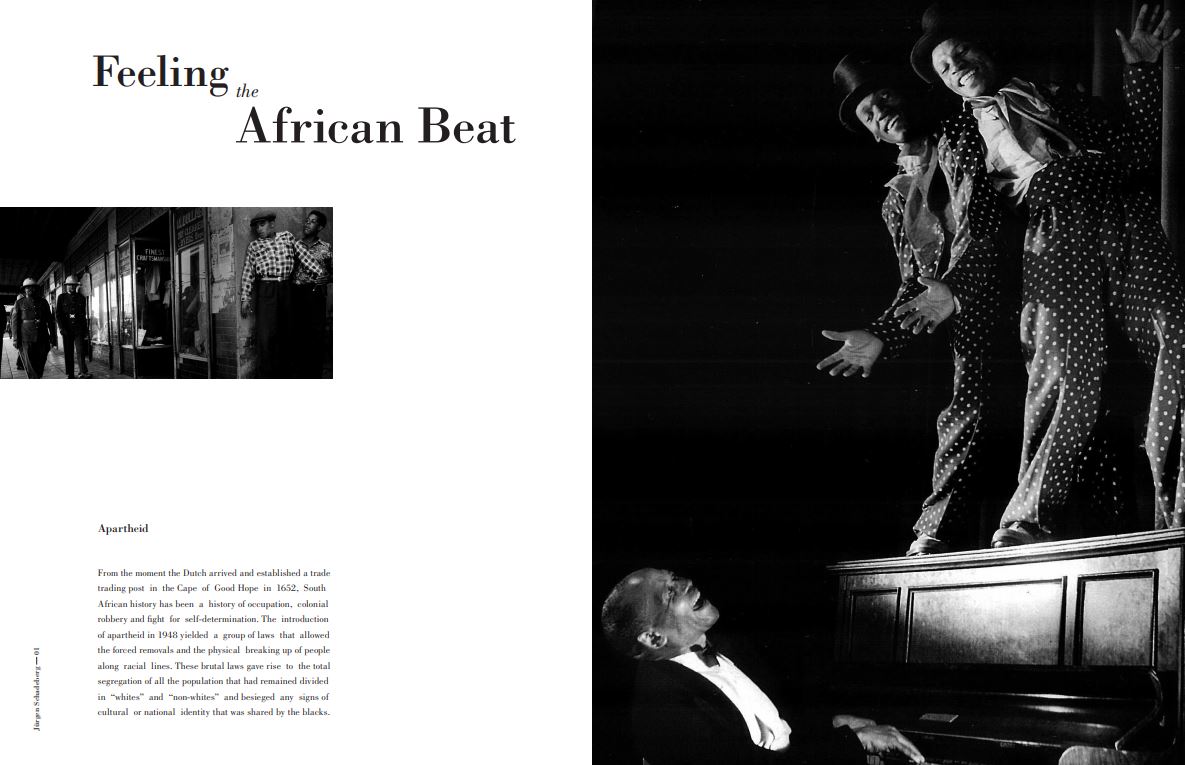 Feeling the
African Beat
FINEST
CRAFTSMANSHIP
Apartheid
From the moment the Dutch arrived and established a trade
trading post in the Cape of Good Hope in 1652, South
African history has been a history of occupation, colonial
robbery and fight for self-determination. The introduction
of apartheid in 1948 yielded a group of laws that allowed
the forced removals and the physical breaking up of people
along racial lines. These brutal laws gave rise to the total
segregation of all the population that had remained divided
in “whites” and “non-whites” and besieged any signs of
cultural or national identity that was shared by the blacks.
Jürgen Schadeberg — 01